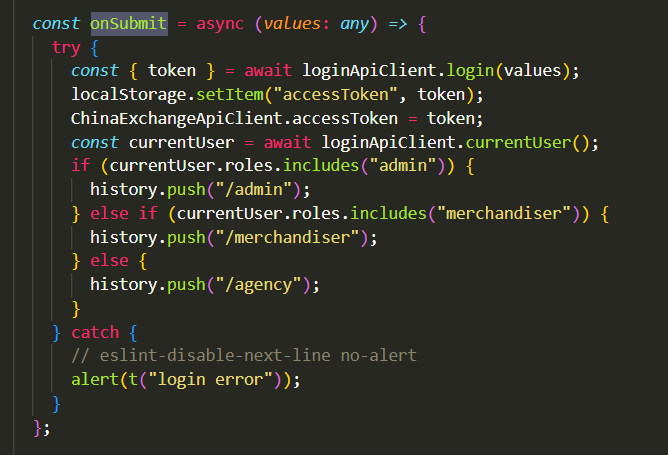 const onSubmit = async (values: any) => {
try {
const { token } = await loginApiClient.login(values);
localStorage.setItem("accessToken", token);
ChinaExchangeApiClient.accessToken = token;
const currentUser = await loginApiClient.currentUser();
if (currentUser.roles.includes("admin")) {
history.push("/admin");
} else if (currentUser.roles.includes("merchandiser")) {
history.push("/merchandiser");
} else {
history.push("/agency");
}
} catch {
// eslint-disable-next-line no-alert
alert(t("login error"));
}
};